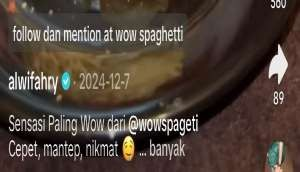 560
follow dan mention at wow spaghetti
alwifahry · 2024-12-7
89
Sensasi Paling Wow dari @wowspageti
Cepet, mantep, nikmat 🤤 ... banyak